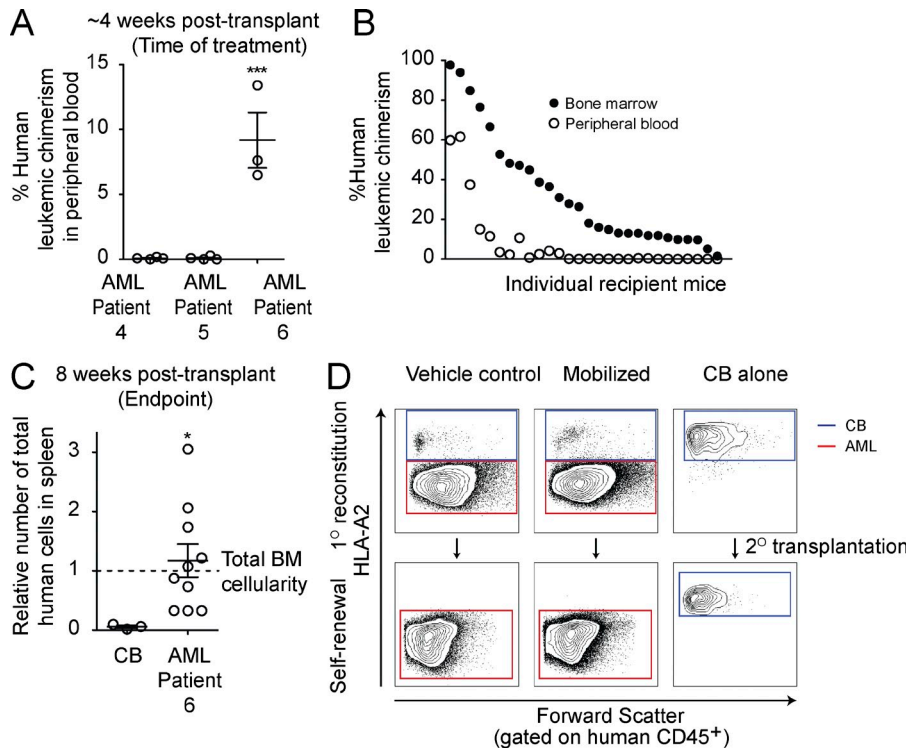 A
~4 weeks post-transplant
(Time of treatment)
% Human
leukemic chimerism
in peripheral blood
15
10
5
0
***
AML
Patient
4
AML
Patient
5
AML
Patient
6
B
%Human
leukemic chimerism
100
80
60
40
20
0
Bone marrow
Peripheral blood
Individual recipient mice
C
8 weeks post-transplant
(Endpoint)
Relative number of total
human cells in spleen
3
2
1
0
*
Total BM
cellularity
CB
AML
Patient
6
D
Vehicle control
Mobilized
CB alone
CB
AML
1° reconstitution
HLA-A2
Self-renewal
2° transplantation
Forward Scatter
(gated on human CD45+)